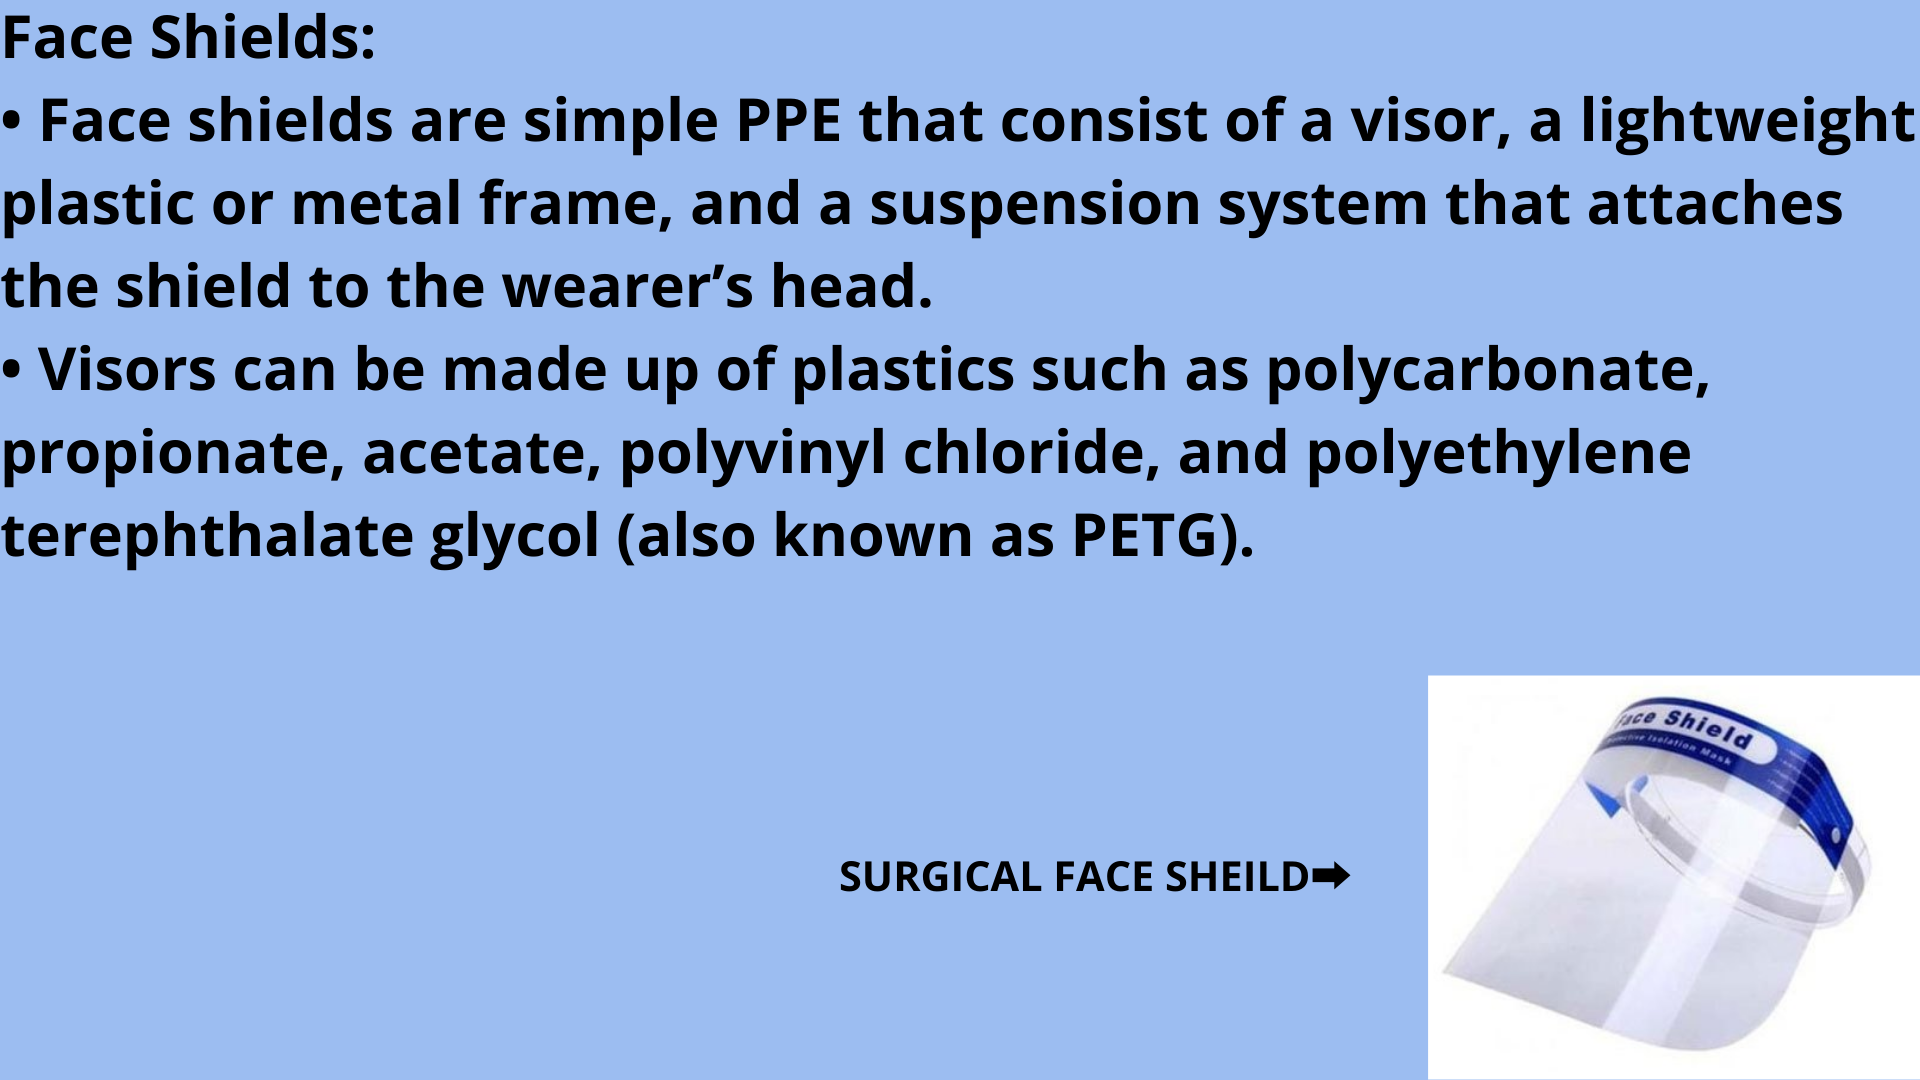 Face Shields:
• Face shields are simple PPE that consist of a visor, a lightweight
plastic or metal frame, and a suspension system that attaches
the shield to the wearer’s head.
• Visors can be made up of plastics such as polycarbonate,
propionate, acetate, polyvinyl chloride, and polyethylene
terephthalate glycol (also known as PETG).
Face Shield
Isolation Mask
SURGICAL FACE SHEILD➡